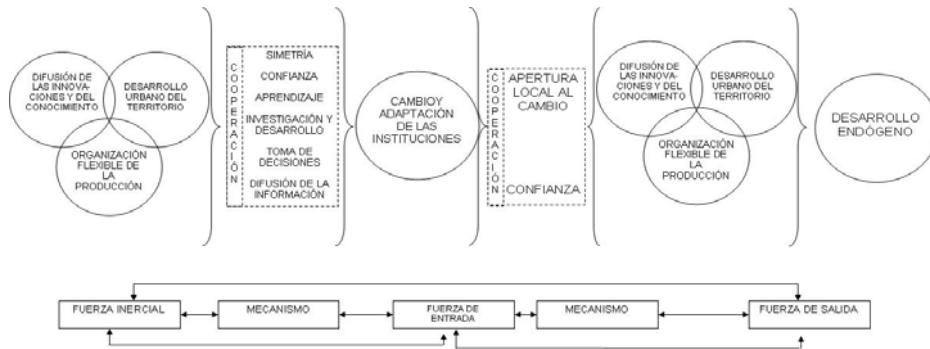 DIFUSIÓN DE
LAS INNOVA-
CIONES Y DEL
CONOCIMIENTO
DESARROLLO
URBANO DEL
TERRITORIO
ORGANIZACIÓN
FLEXIBLE DE
LA
PRODUCCIÓN
COOPERACIÓN
SIMETRÍA
CONFIANZA
APRENDIZAJE
INVESTIGACIÓN Y
DESARROLLO
TOMA DE
DECISIONES
DIFUSIÓN DE LA
INFORMACIÓN
CAMBIOY
ADAPTACIÓN
DE LAS
INSTITUCIONES
COOPERACIÓN
APERTURA
LOCAL AL
CAMBIO
CONFIANZA
DIFUSIÓN DE
LAS INNOVA-
CIONES Y DEL
CONOCIMIENTO
DESARROLLO
URBANO DEL
TERRITORIO
ORGANIZACIÓN
FLEXIBLE DE
LA
PRODUCCIÓN
DESARROLLO
ENDÓGENO
FUERZA INERCIAL
MECANISMO
FUERZA DE
ENTRADA
MECANISMO
FUERZA DE SALIDA